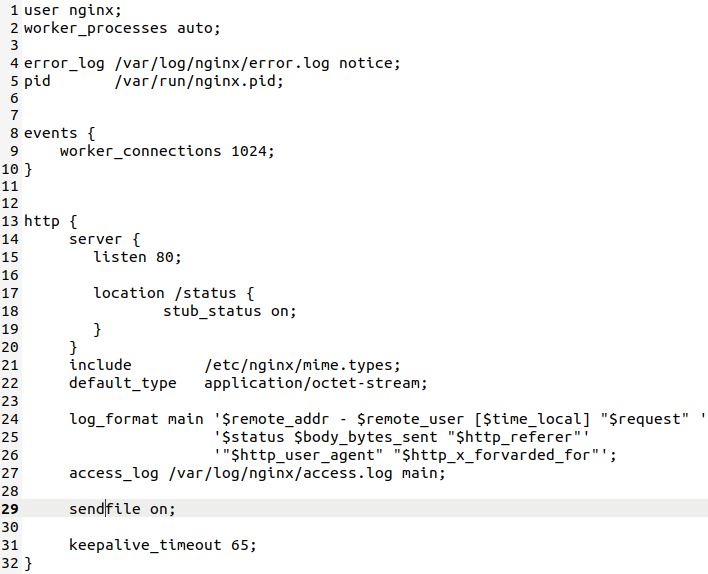 1 user nginx;
2 worker_processes auto;
3
4 error_log /var/log/nginx/error.log notice;
5 pid       /var/run/nginx.pid;
6
7
8 events {
9     worker_connections 1024;
10 }
11
12
13 http {
14     server {
15        listen 80;
16
17        location /status {
18                stub_status on;
19        }
20     }
21     include        /etc/nginx/mime.types;
22     default_type   application/octet-stream;
23
24     log_format main '$remote_addr - $remote_user [$time_local] "$request" '
25                     '$status $body_bytes_sent "$http_referer"'
26                     '"$http_user_agent" "$http_x_forvarded_for"';
27     access_log /var/log/nginx/access.log main;
28
29     sendfile on;
30
31     keepalive_timeout 65;
32 }